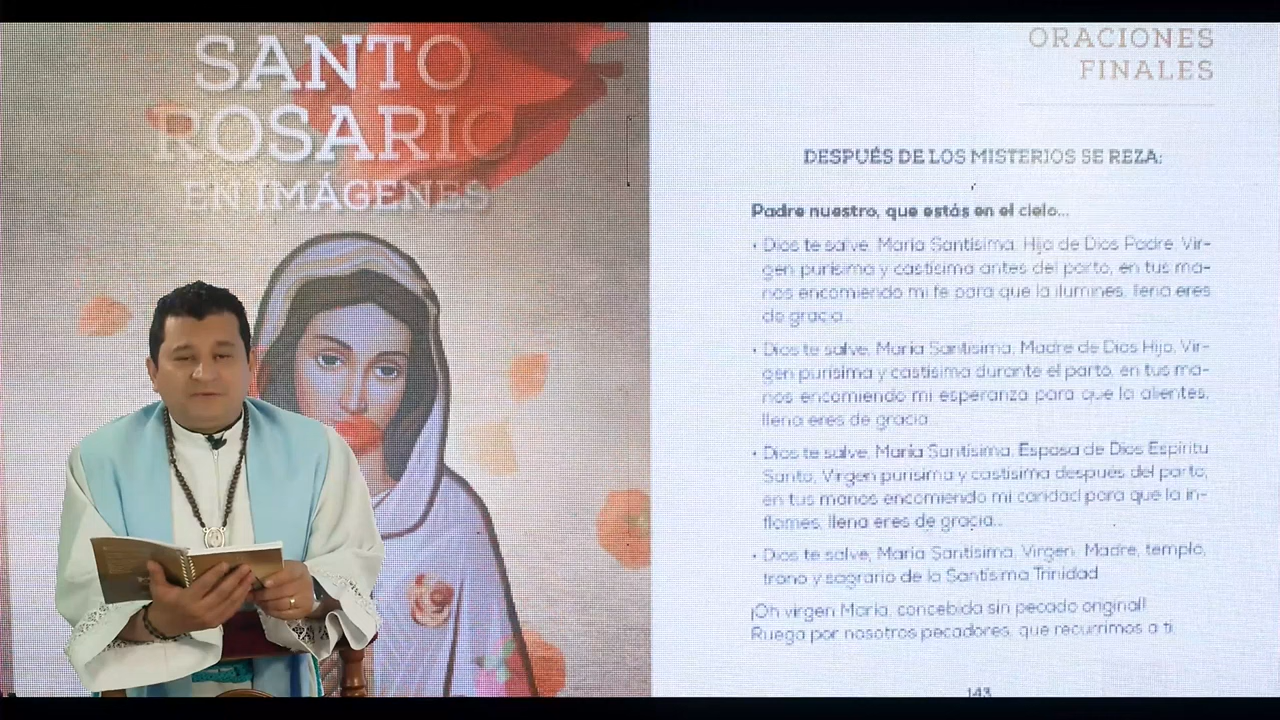 SANTO
ROSARIO
EN IMÁGENES
ORACIONES
FINALES
DESPUÉS DE LOS MISTERIOS SE REZA:
Padre nuestro, que estás en el cielo...
• Dios te salve, María Santísima, Hija de Dios Padre, Vir-
gen purísima y castísima antes del parto, en tus ma-
nos encomiendo mi fe para que la ilumines, llena eres
de gracia...
• Dios te salve, María Santísima, Madre de Dios Hijo, Vir-
gen purísima y castísima durante el parto, en tus ma-
nos encomiendo mi esperanza para que la alientes,
llena eres de gracia
• Dios te salve, María Santísima, Esposa de Dios Espíritu
Santo, Virgen purísima y castísima después del parto,
en tus manos encomiendo mi caridad para que la in-
flames, llena eres de gracia...
• Dios te salve, María Santísima, Virgen, Madre, templo,
trono y sagrario de la Santísima Trinidad
¡Oh virgen María, concebida sin pecado original!
Ruega por nosotros pecadores, que recurrimos a ti
143